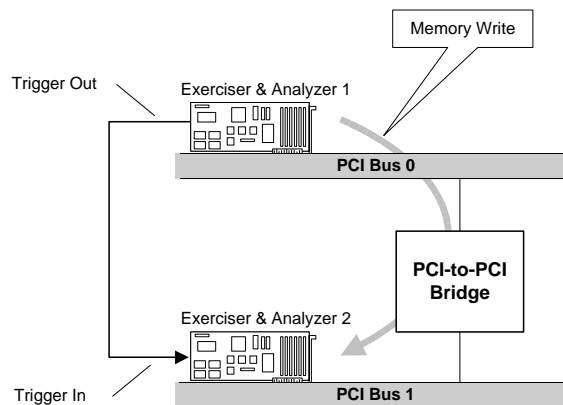 Memory Write
Trigger Out
Exerciser & Analyzer 1
PCI Bus 0
PCI-to-PCI
Bridge
Exerciser & Analyzer 2
Trigger In
PCI Bus 1